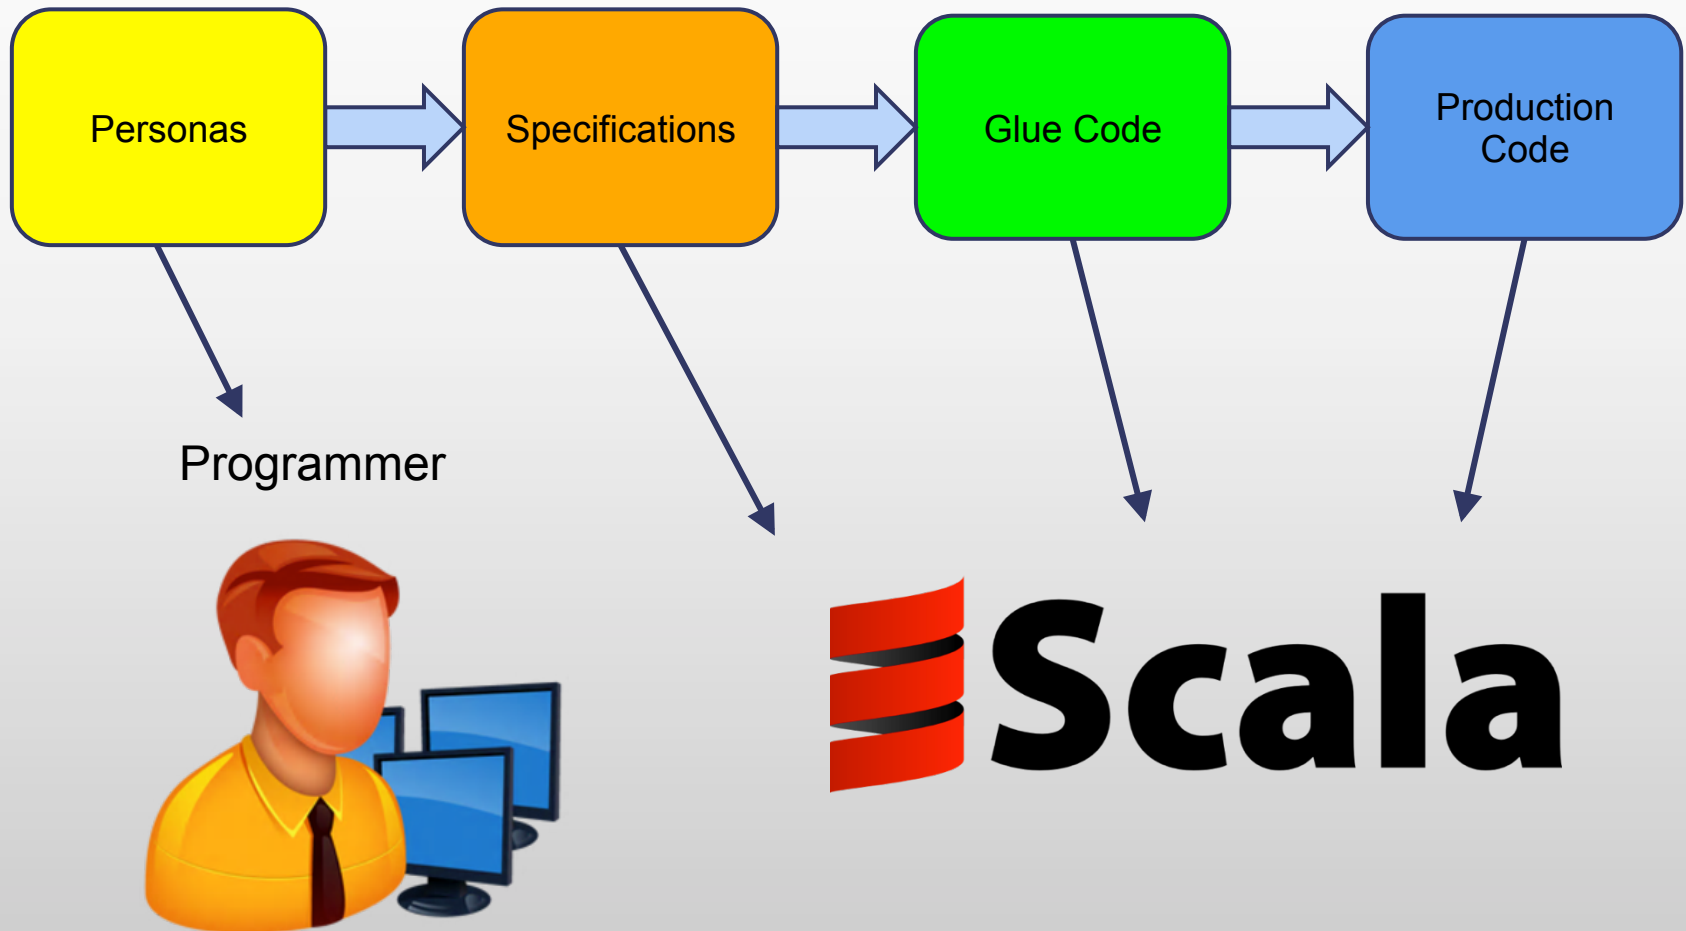 Personas
Specifications
Glue Code
Production
Code
Programmer
Scala